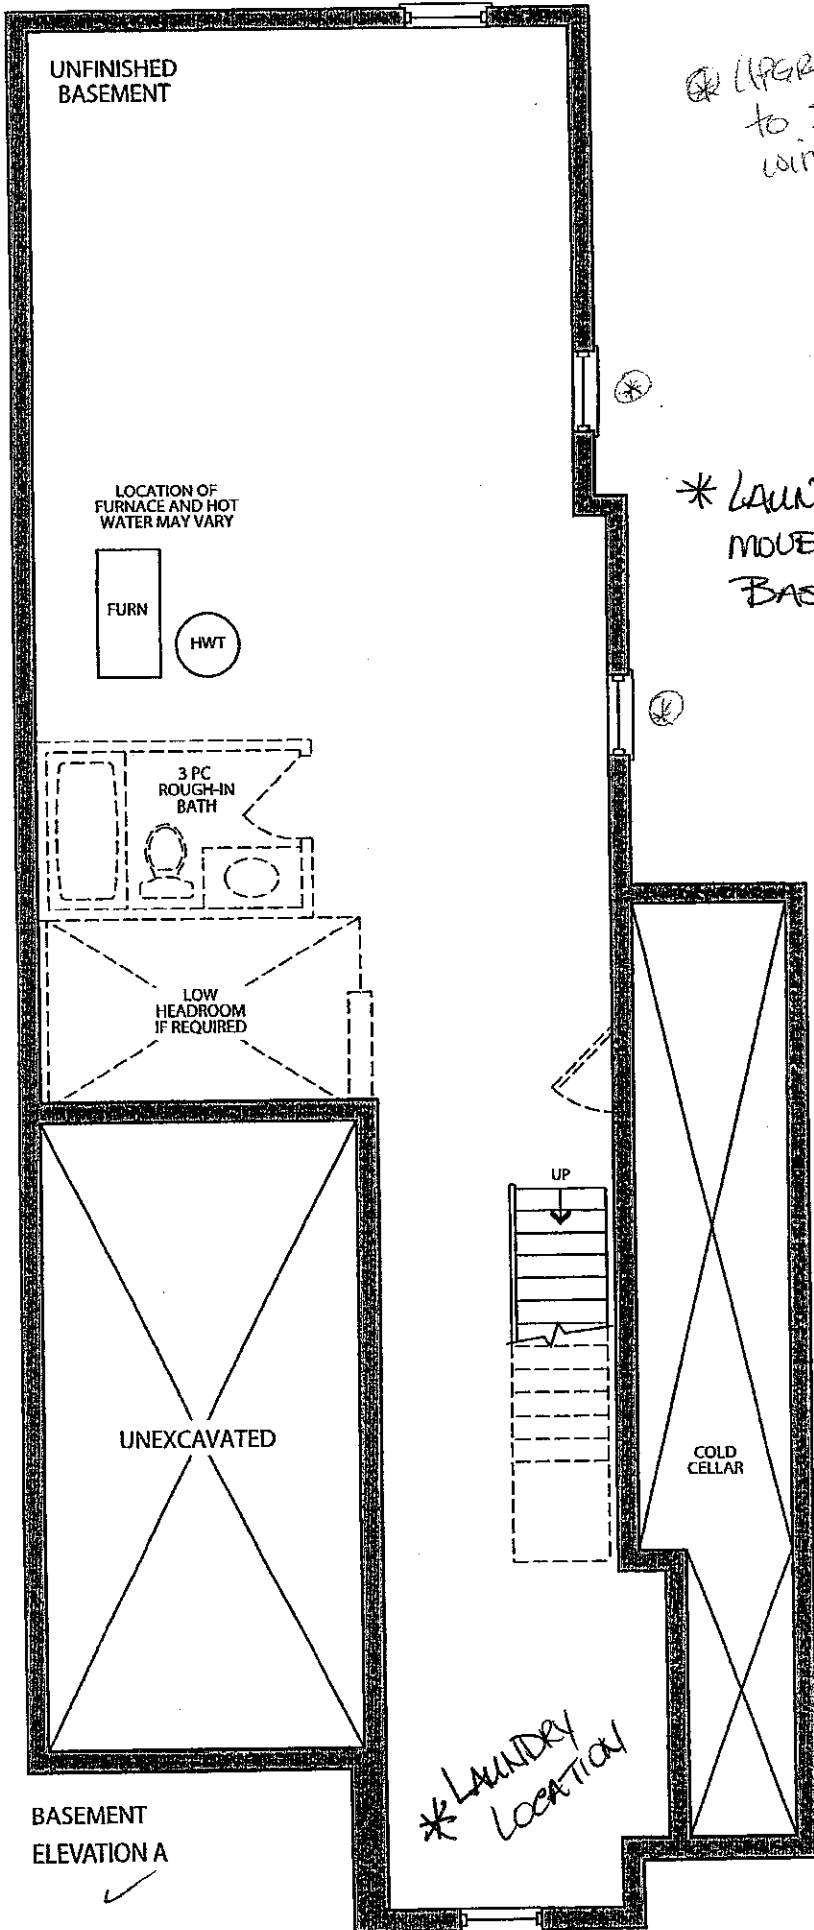 UNFINISHED
BASEMENT
to
LOCATION OF
FURNACE AND HOT
WATER MAY VARY
*
MOVE
FURN
HWT
3 PC
ROUGH-IN
BATH
LOW
HEADROOM
IF REQUIRED
UP
UNEXCAVATED
COLD
CELLAR
* LAUNDRY
LOCATION
BASEMENT
ELEVATION A